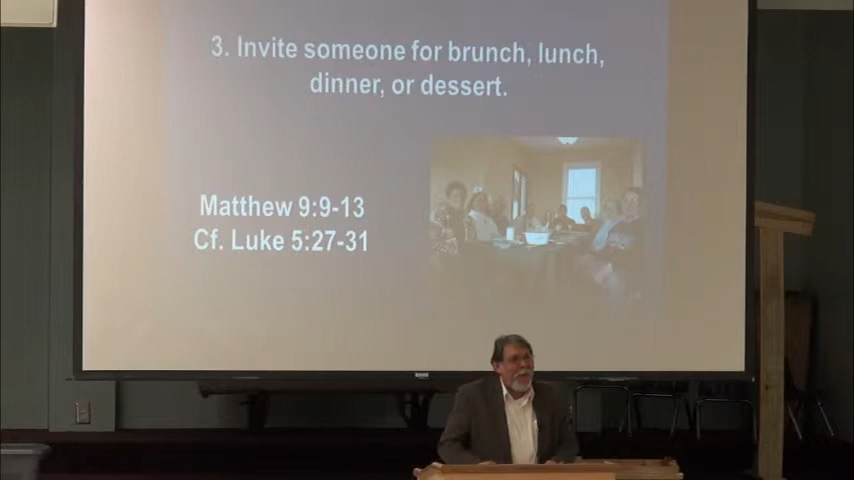 3. Invite someone for brunch, lunch,
dinner, or dessert.
Matthew 9:9-13
Cf. Luke 5:27-31